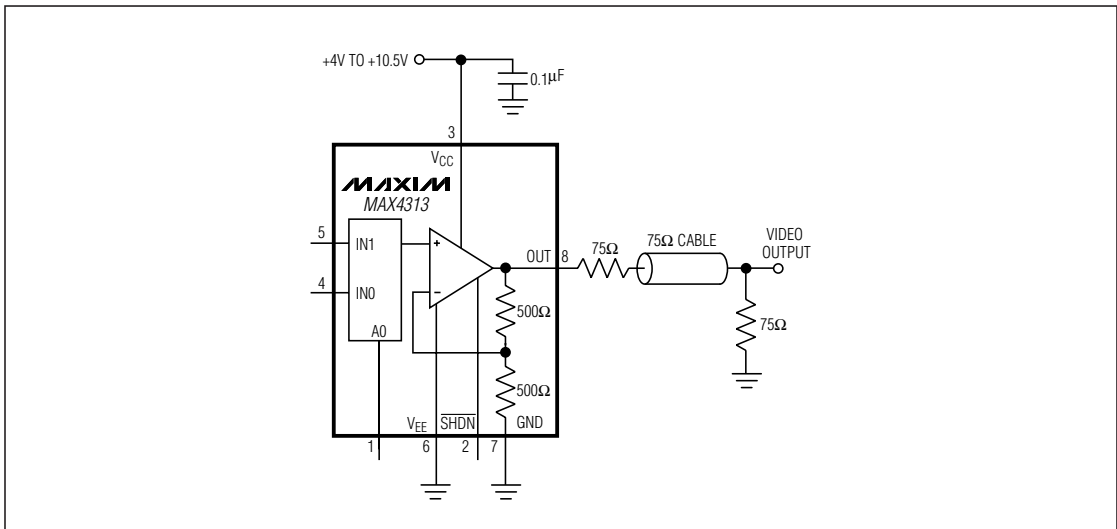 +4V TO +10.5V
0.1µF
3
VCC
MAXIM
MAX4313
5
IN1
4
IN0
A0
+
−
OUT
8
75Ω
75Ω CABLE
VIDEO
OUTPUT
500Ω
75Ω
500Ω
VEE
SHDN
GND
1
6
2
7